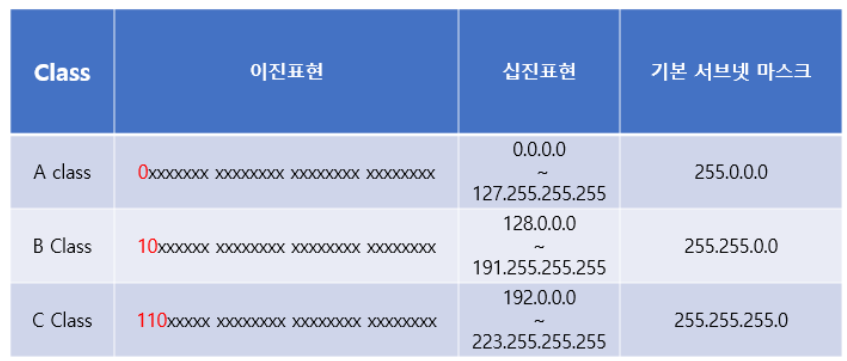 Class 이진표현 십진표현 기본 서브넷 마스크
A class 0xxxxxxx xxxxxxxx xxxxxxxx xxxxxxxx 0.0.0.0
~
127.255.255.255 255.0.0.0
B Class 10xxxxxx xxxxxxxx xxxxxxxx xxxxxxxx 128.0.0.0
~
191.255.255.255 255.255.0.0
C Class 110xxxxx xxxxxxxx xxxxxxxx xxxxxxxx 192.0.0.0
~
223.255.255.255 255.255.255.0